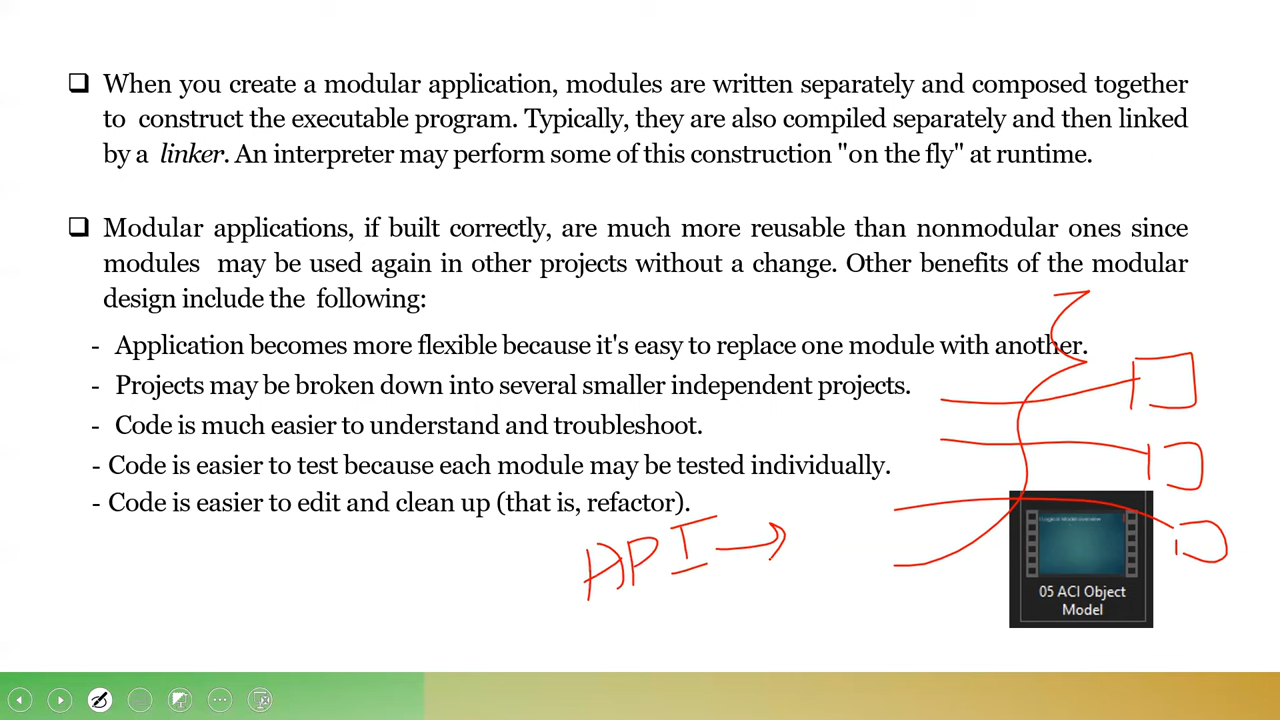 When you create a modular application, modules are written separately and composed together
to construct the executable program. Typically, they are also compiled separately and then linked
by a linker. An interpreter may perform some of this construction "on the fly" at runtime.
Modular applications, if built correctly, are much more reusable than nonmodular ones since
modules may be used again in other projects without a change. Other benefits of the modular
design include the following:
- Application becomes more flexible because it's easy to replace one module with another.
- Projects may be broken down into several smaller independent projects.
- Code is much easier to understand and troubleshoot.
- Code is easier to test because each module may be tested individually.
- Code is easier to edit and clean up (that is, refactor).
API
05 ACI Object
Model